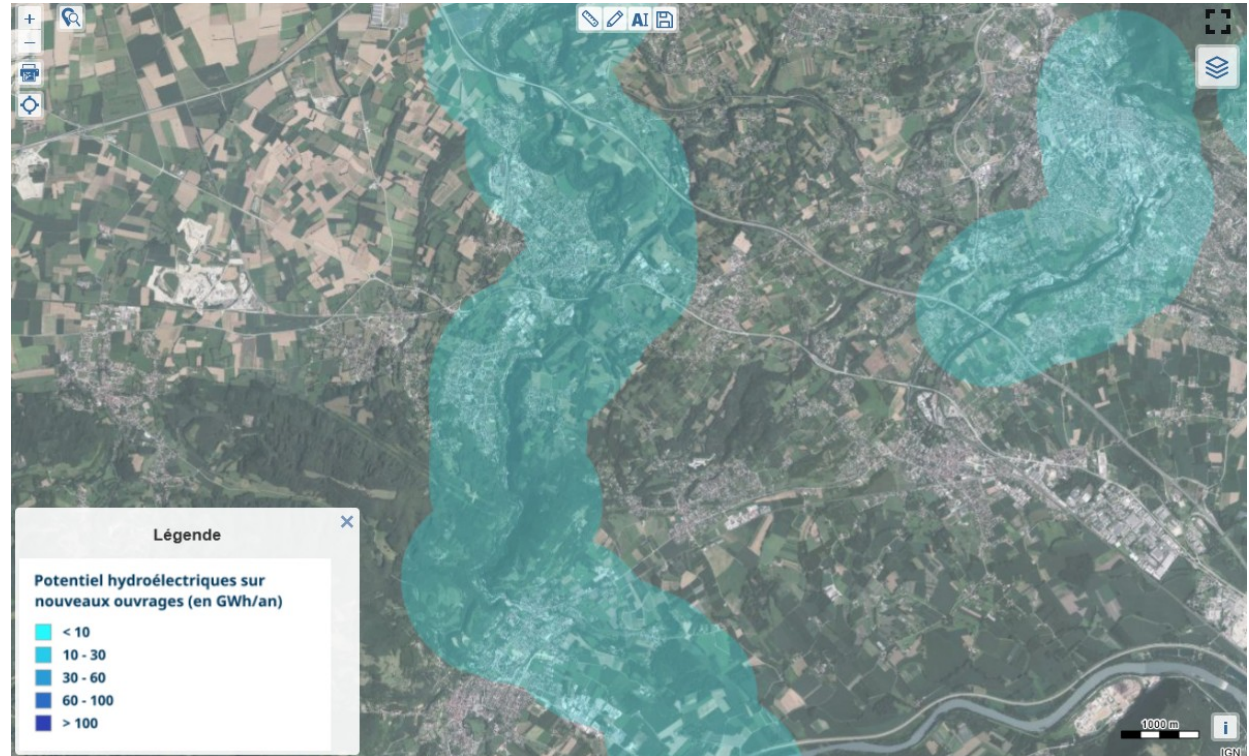 +
AI
−
Légende
×
Potentiel hydroélectriques sur
nouveaux ouvrages (en GWh/an)
< 10
10 - 30
30 - 60
60 - 100
> 100
1000 m
i
IGN